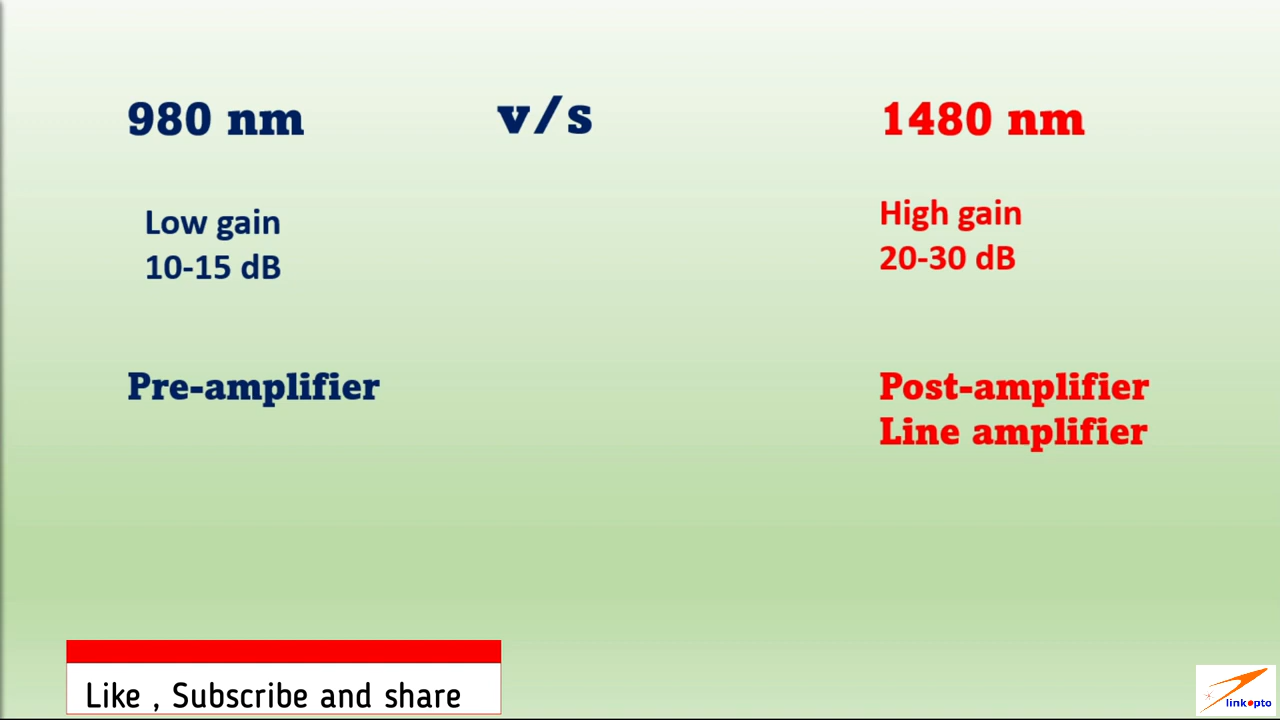 980 nm v/s 1480 nm
Low gain
10-15 dB
High gain
20-30 dB
Pre-amplifier
Post-amplifier
Line amplifier
Like , Subscribe and share
linkopto